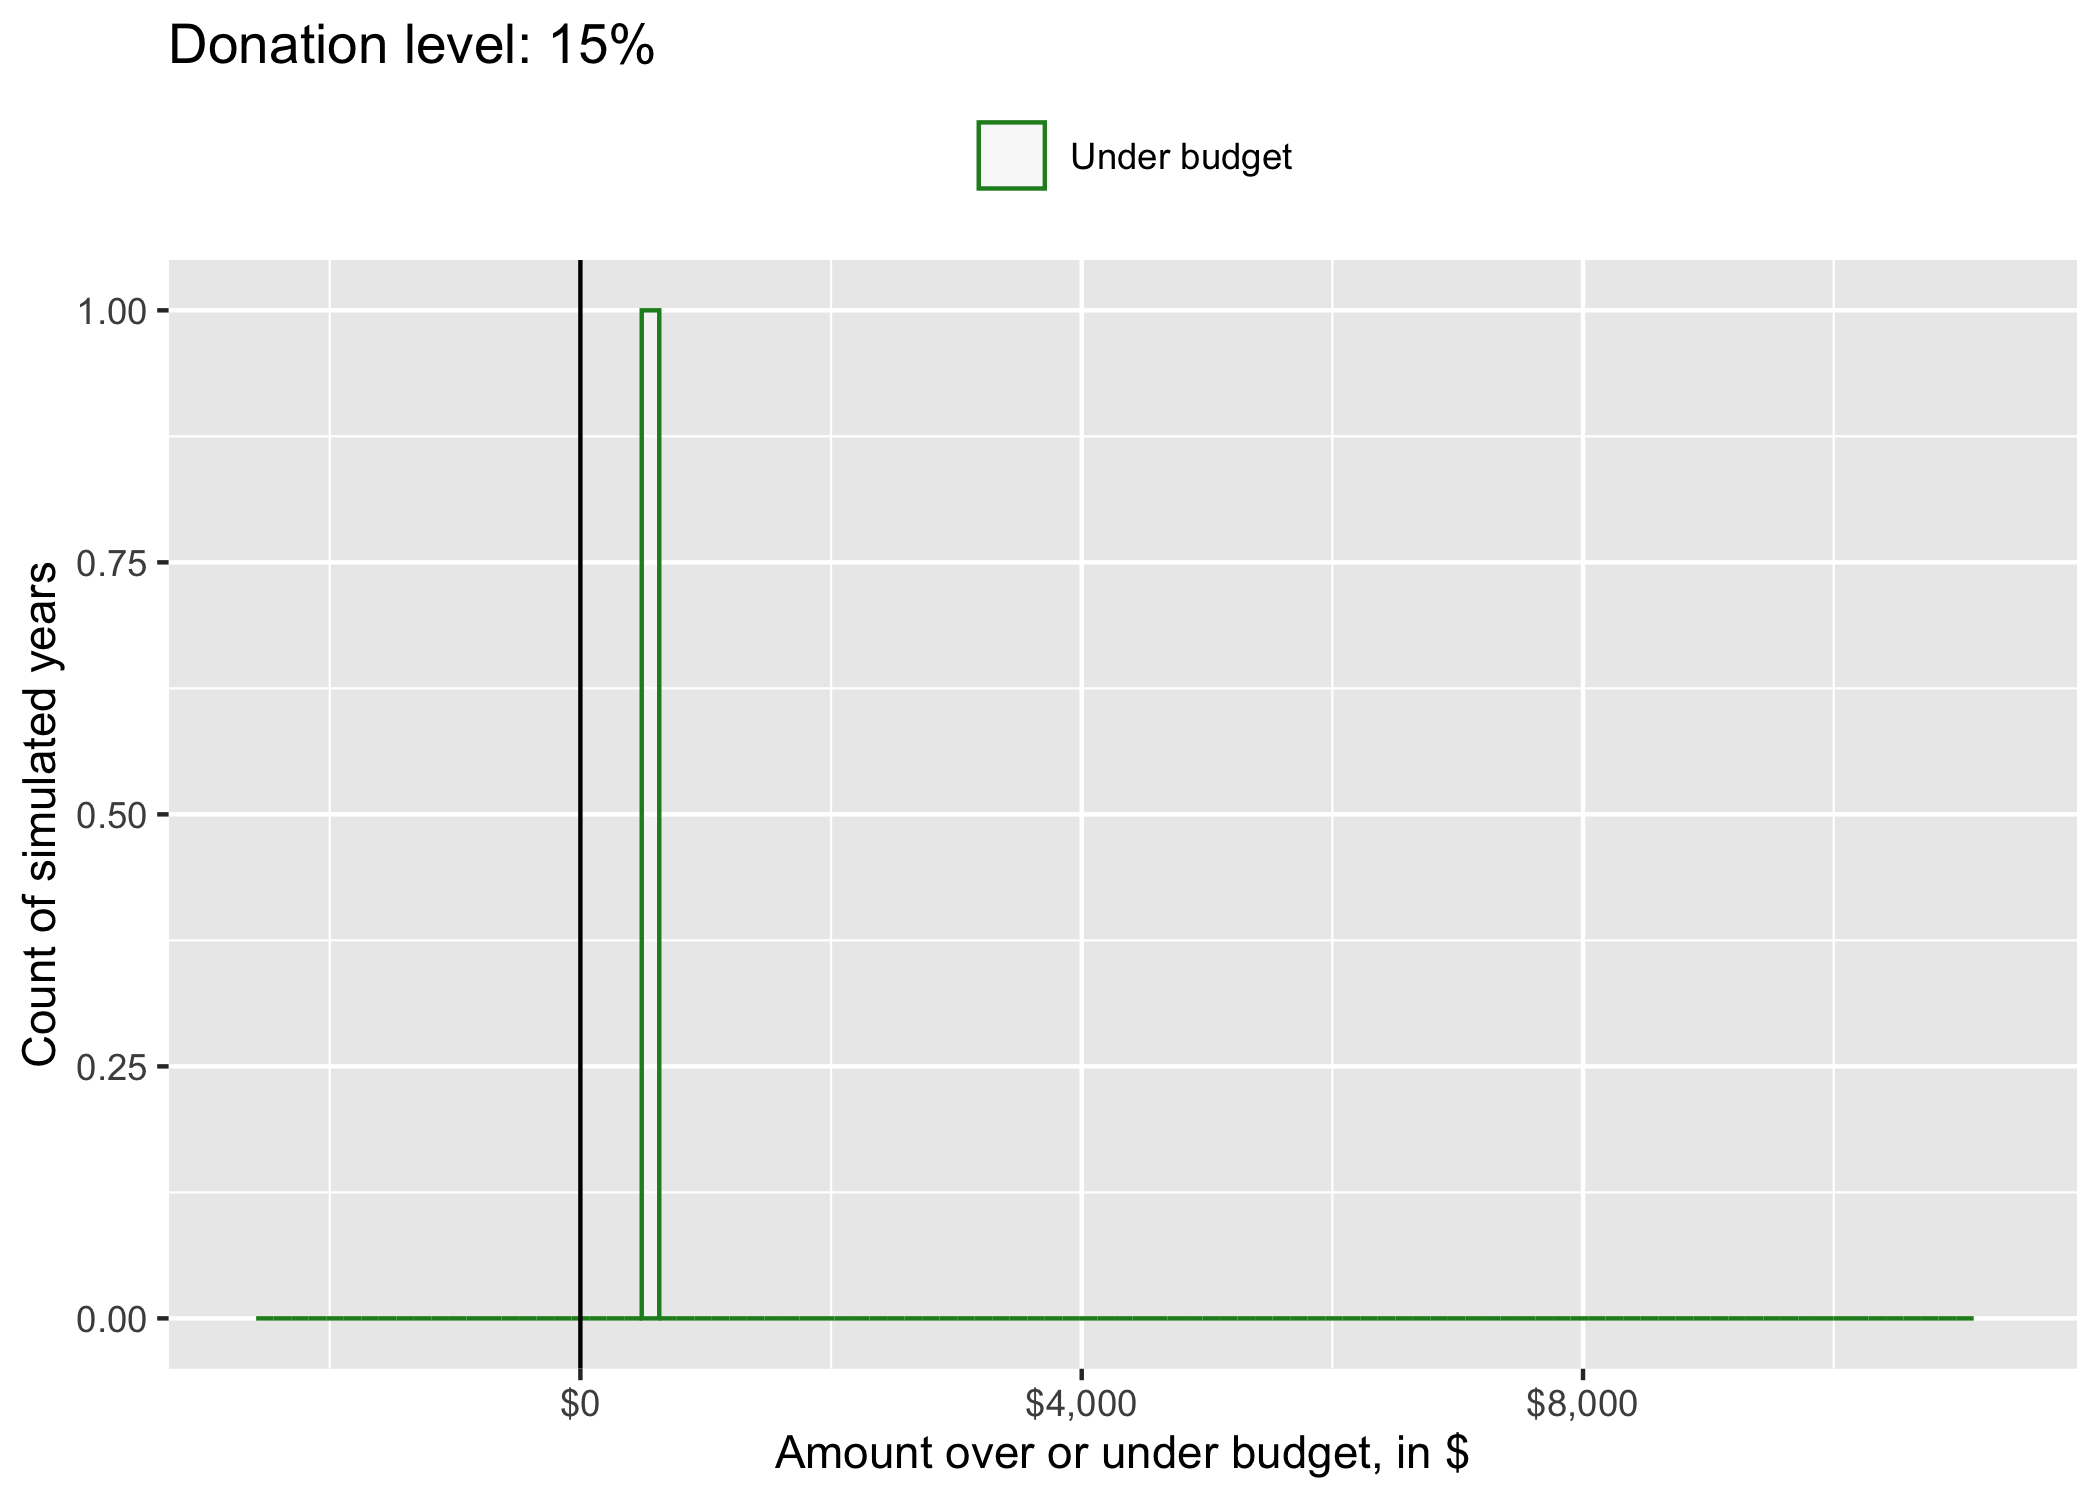 Donation level: 15%
Under budget
1.00
0.75
0.50
0.25
0.00
Count of simulated years
$0 $4,000 $8,000
Amount over or under budget, in $